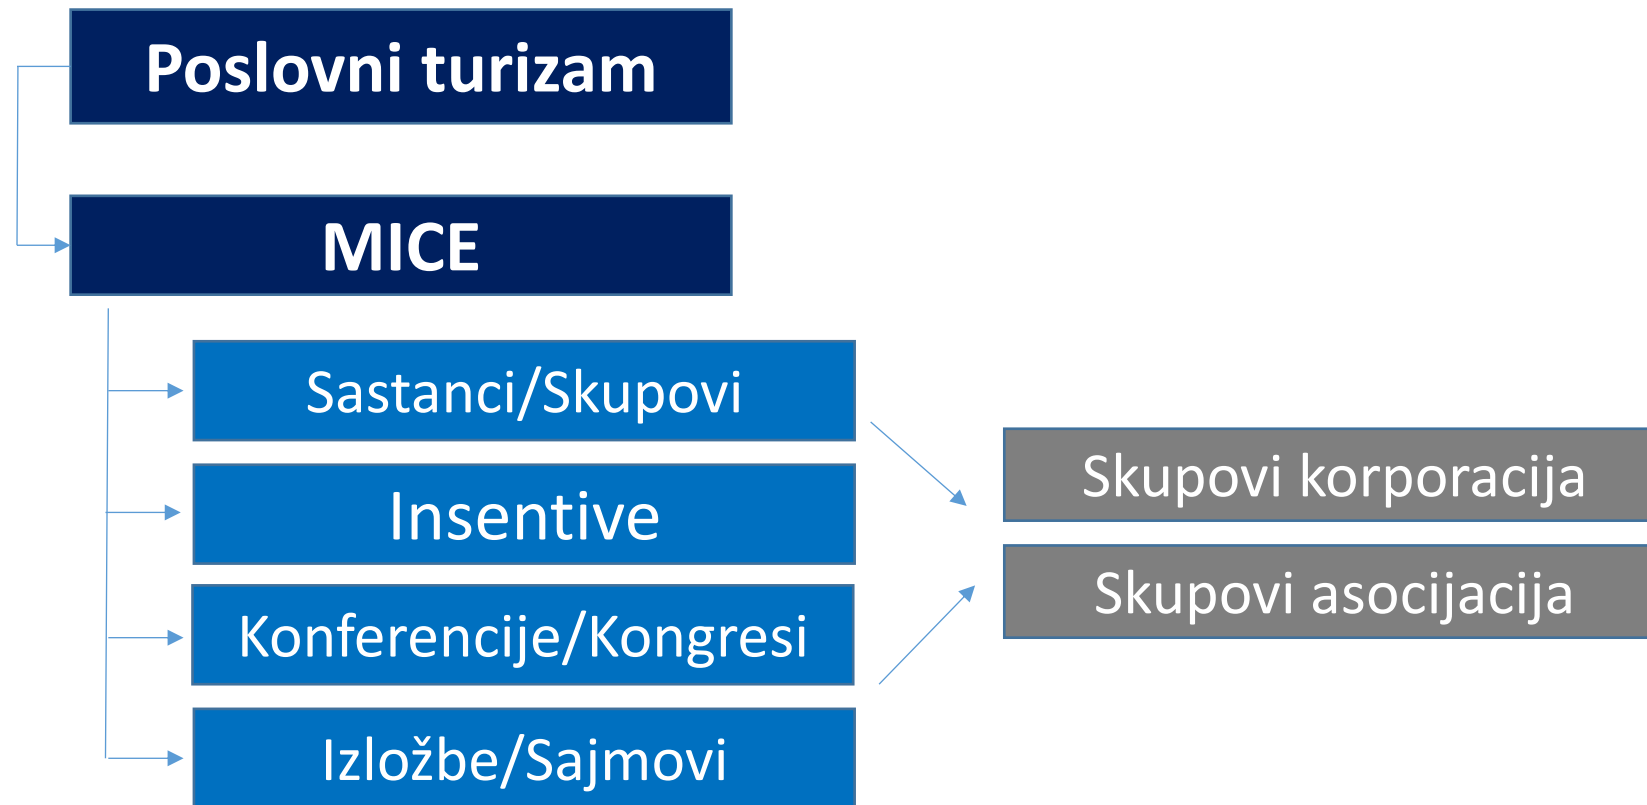 Poslovni turizam
MICE
Sastanci/Skupovi
Insentive
Konferencije/Kongresi
Izložbe/Sajmovi
Skupovi korporacija
Skupovi asocijacija